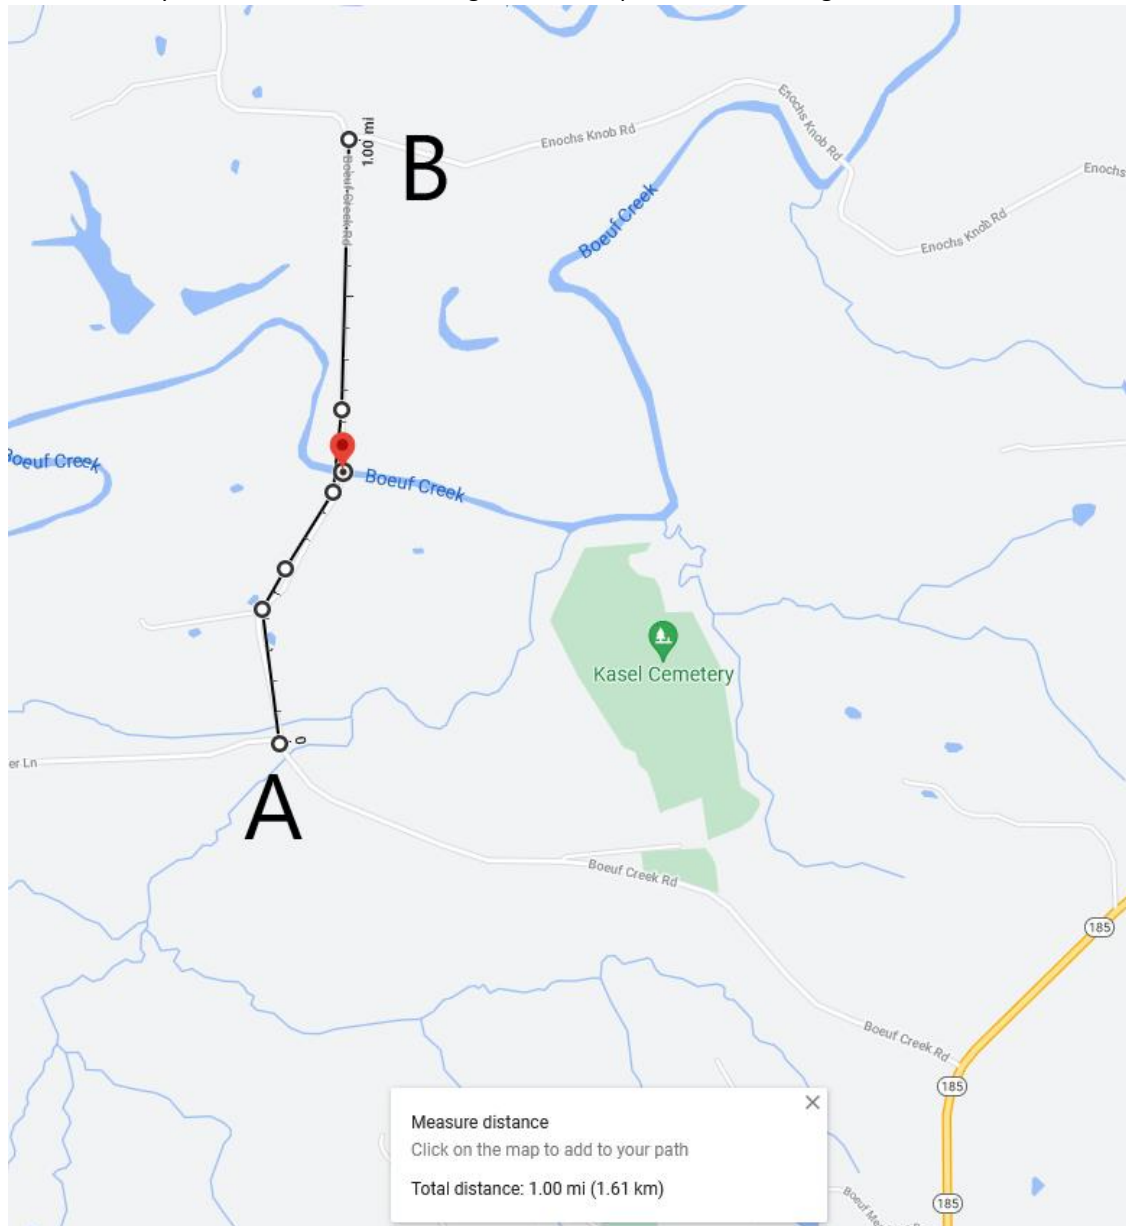 1.00 mi
B
Boeuf Creek Rd
Enochs Knob Rd
Enochs Knob Rd
Enochs
Enochs Knob Rd
Boeuf Creek
Boeuf Creek
Boeuf Creek
Kasel Cemetery
0
er Ln
A
Boeuf Creek Rd
185
Boeuf Creek Rd
185
185
Measure distance
Click on the map to add to your path
Total distance: 1.00 mi (1.61 km)